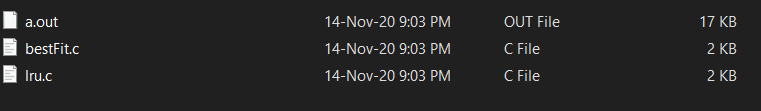 a.out 14-Nov-20 9:03 PM OUT File 17 KB
bestFit.c 14-Nov-20 9:03 PM C File 2 KB
lru.c 14-Nov-20 9:03 PM C File 2 KB